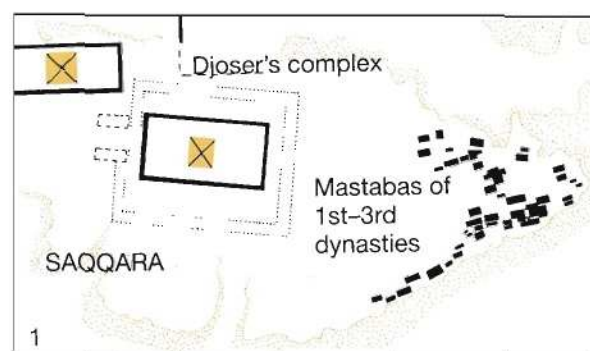 Djoser's complex
Mastabas of
1st–3rd
dynasties
SAQQARA
1